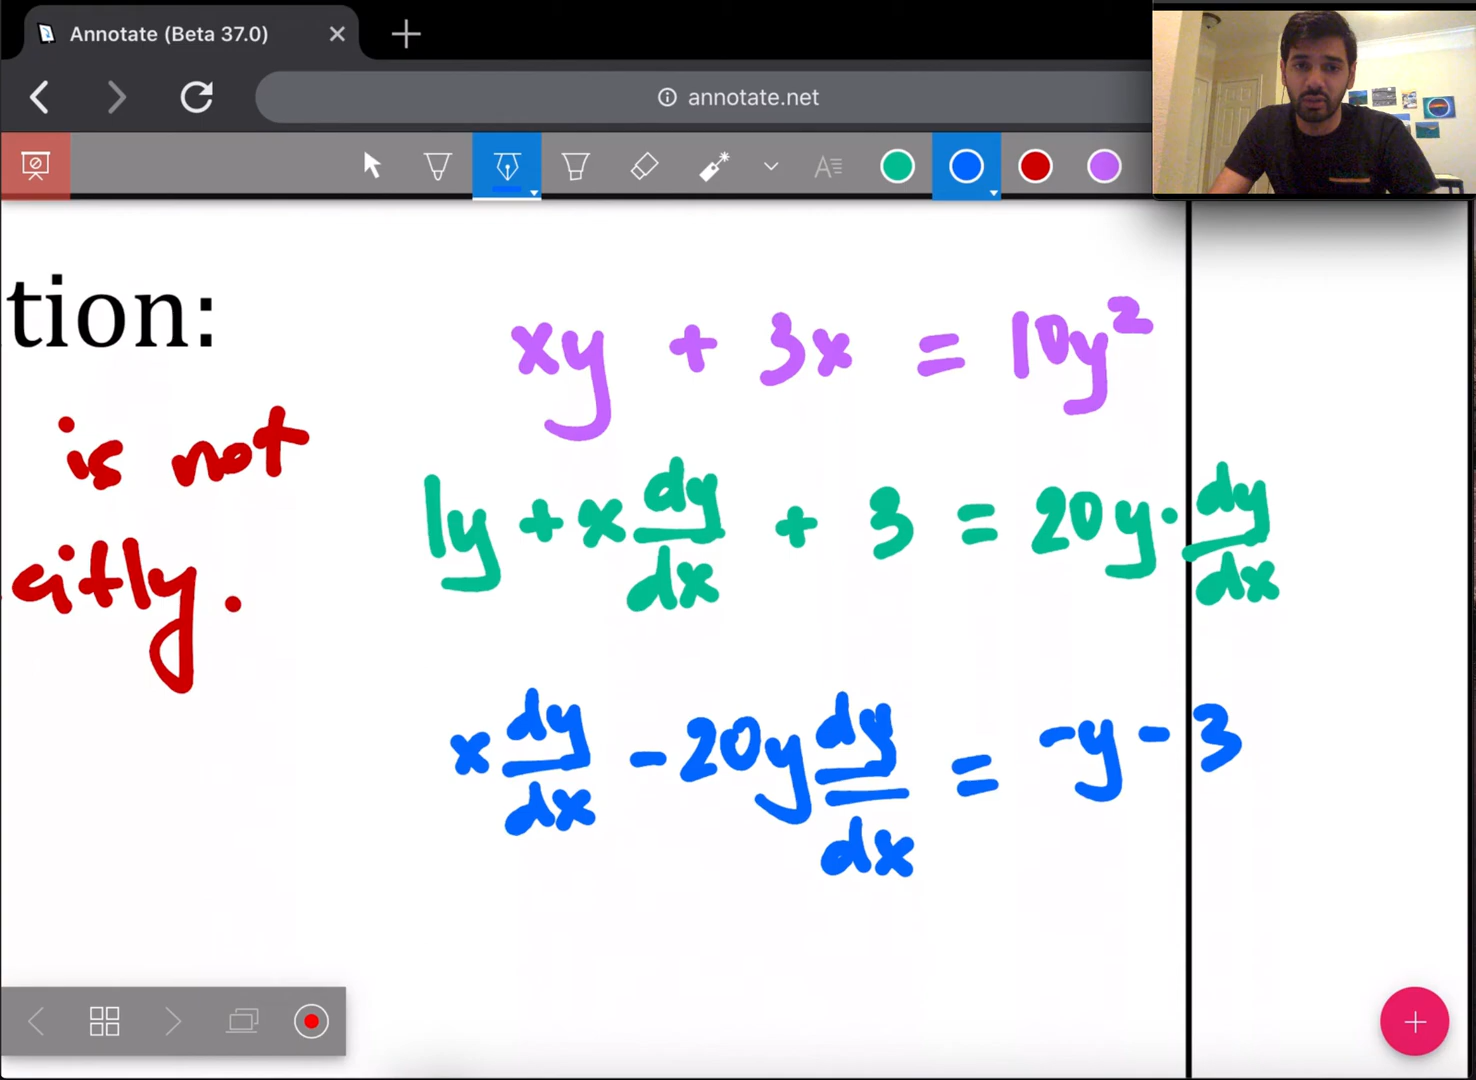 Annotate (Beta 37.0)
annotate.net
tion:
xy + 3x = 10y²
is not
1y + x dy/dx + 3 = 20y · dy/dx
citly.
x dy/dx - 20y dy/dx = -y - 3